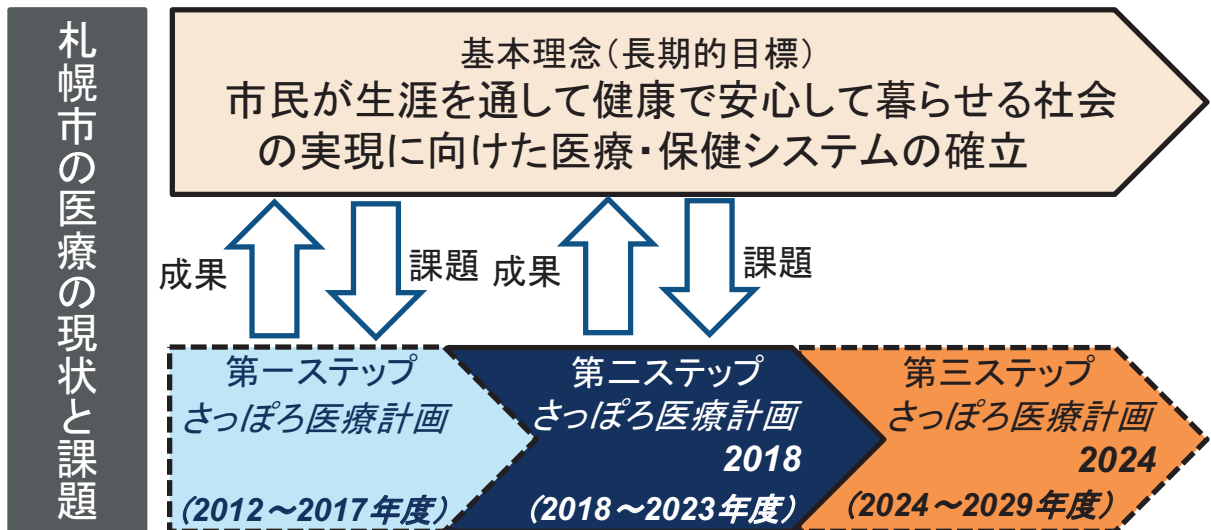 札幌市の医療の現状と課題
基本理念（長期的目標）
市民が生涯を通して健康で安心して暮らせる社会
の実現に向けた医療・保健システムの確立
成果
課題
成果
課題
第一ステップ
さっぽろ医療計画
（2012～2017年度）
第二ステップ
さっぽろ医療計画
2018
（2018～2023年度）
第三ステップ
さっぽろ医療計画
2024
（2024～2029年度）